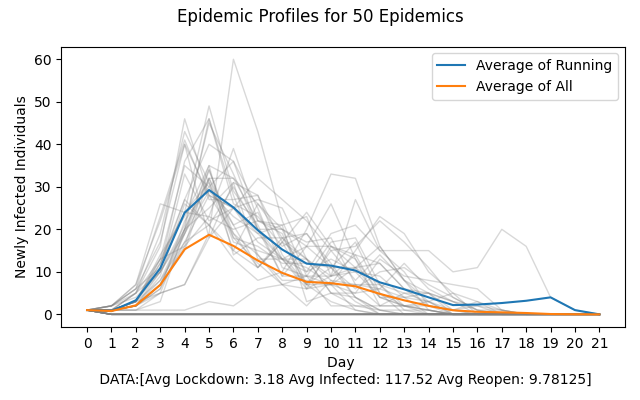 Epidemic Profiles for 50 Epidemics
Newly Infected Individuals
60
50
40
30
20
10
0
Average of Running
Average of All
0 1 2 3 4 5 6 7 8 9 10 11 12 13 14 15 16 17 18 19 20 21
Day
DATA:[Avg Lockdown: 3.18 Avg Infected: 117.52 Avg Reopen: 9.78125]